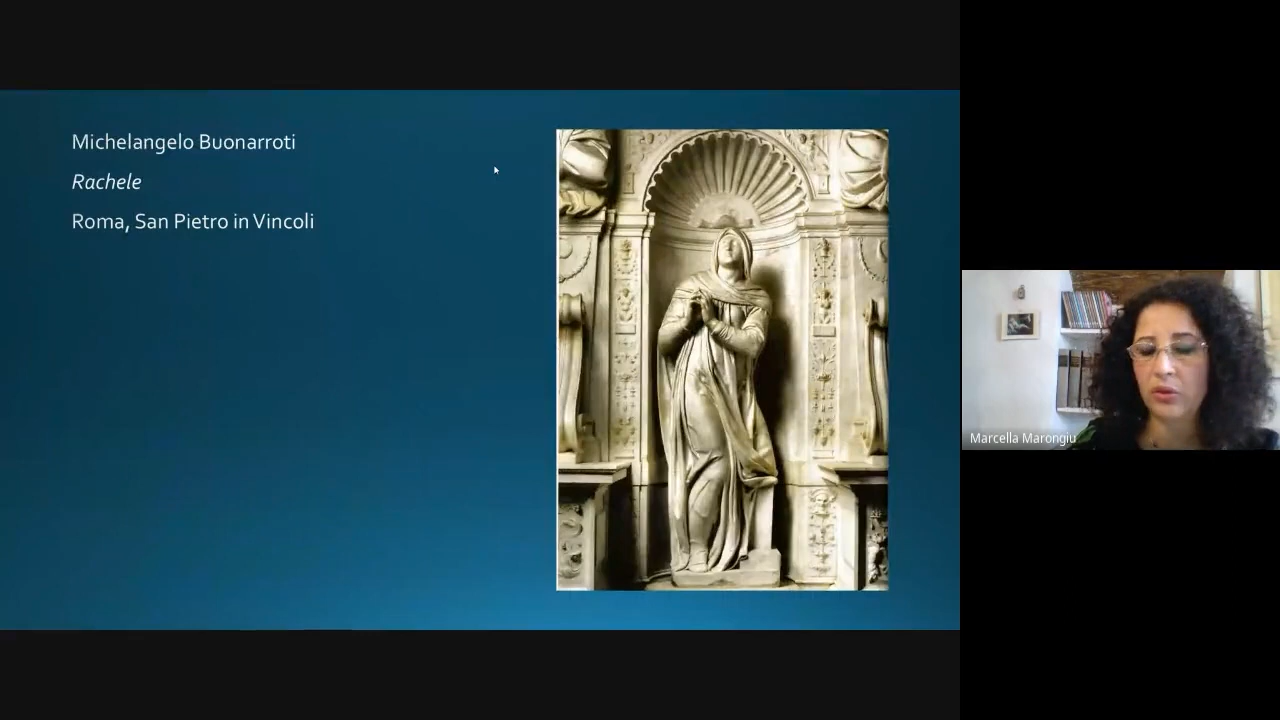 Michelangelo Buonarroti
Rachele
Roma, San Pietro in Vincoli
Marcella Marongiu